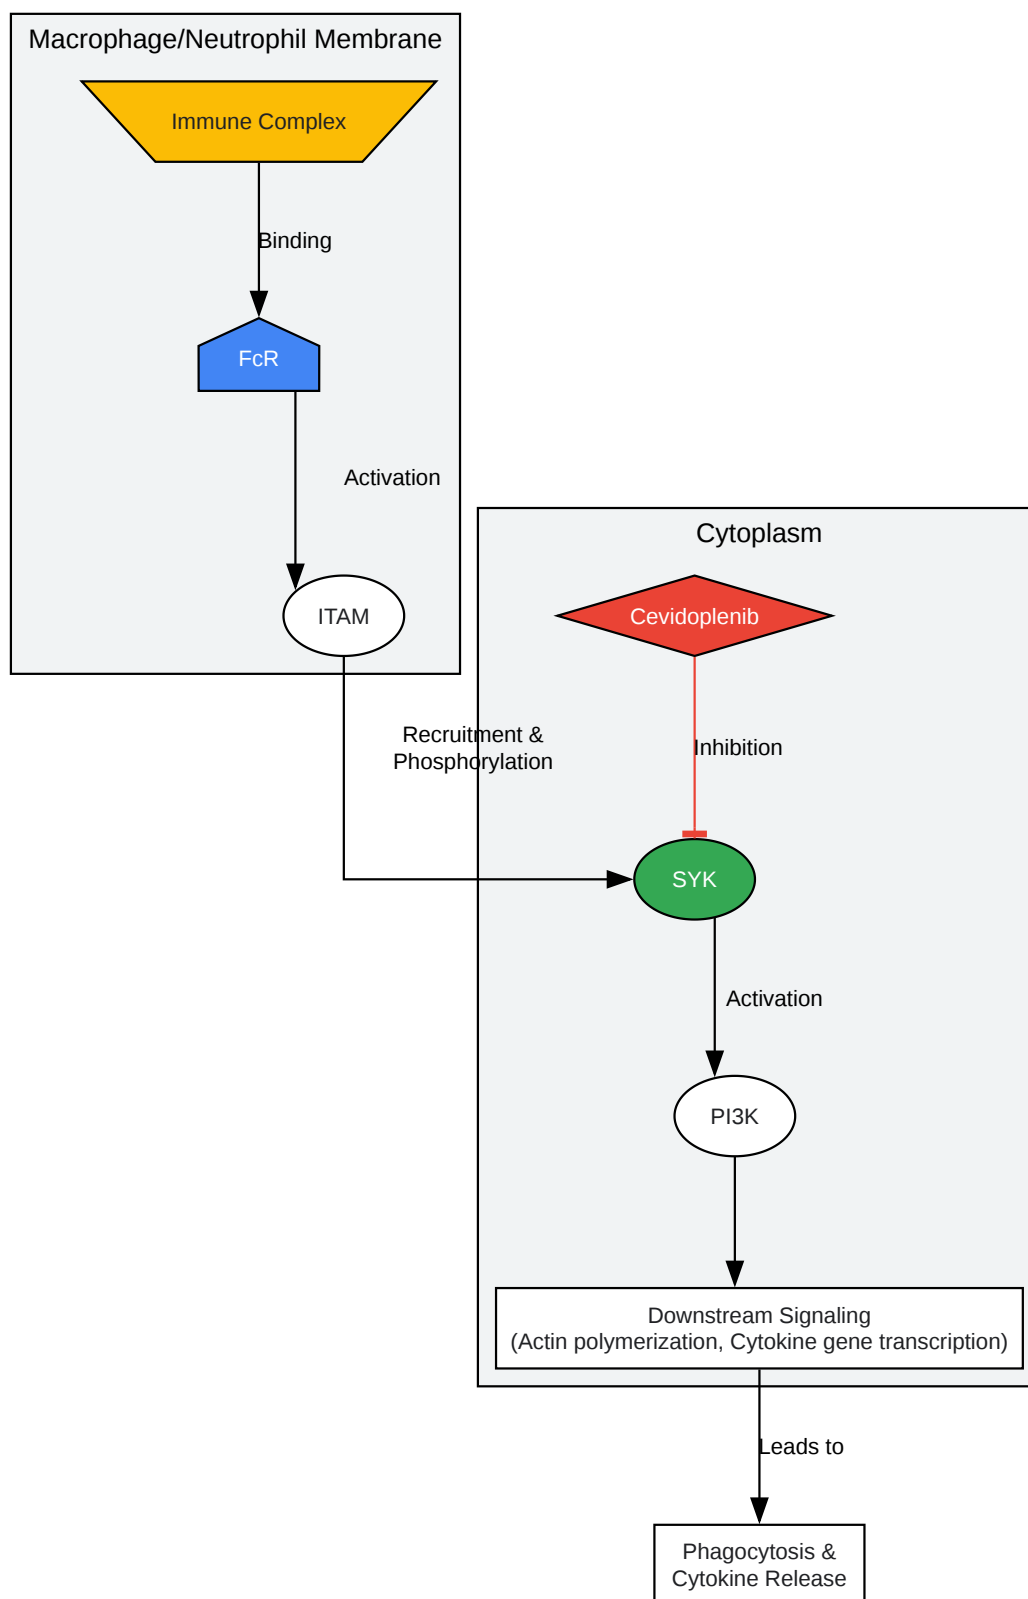 Macrophage/Neutrophil Membrane
Immune Complex
Binding
FcR
Activation
ITAM
Cytoplasm
Cevidoplenib
Recruitment &
Phosphorylation
Inhibition
SYK
Activation
PI3K
Downstream Signaling
(Actin polymerization, Cytokine gene transcription)
Leads to
Phagocytosis &
Cytokine Release